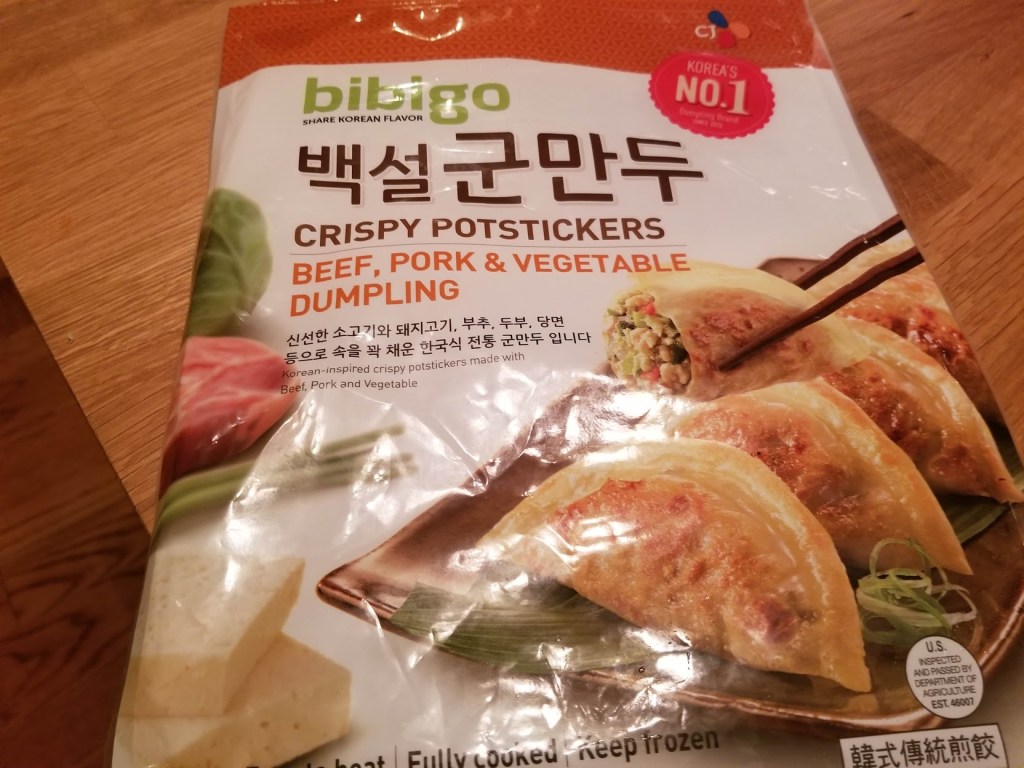 CJ
bibigo
SHARE KOREAN FLAVOR
KOREA'S
NO.1
Dumpling Brand
백설 군만두
CRISPY POTSTICKERS
BEEF, PORK & VEGETABLE
DUMPLING
신선한 소고기와 돼지고기, 부추, 두부, 당면
등으로 속을 꽉 채운 한국식 전통 군만두 입니다
Korean-inspired crispy potstickers made with
Beef, Pork and Vegetable
U.S.
INSPECTED
AND PASSED BY
DEPARTMENT OF
AGRICULTURE
EST. 46007
heat | Fully cooked | Keep frozen
韓式傳統煎餃